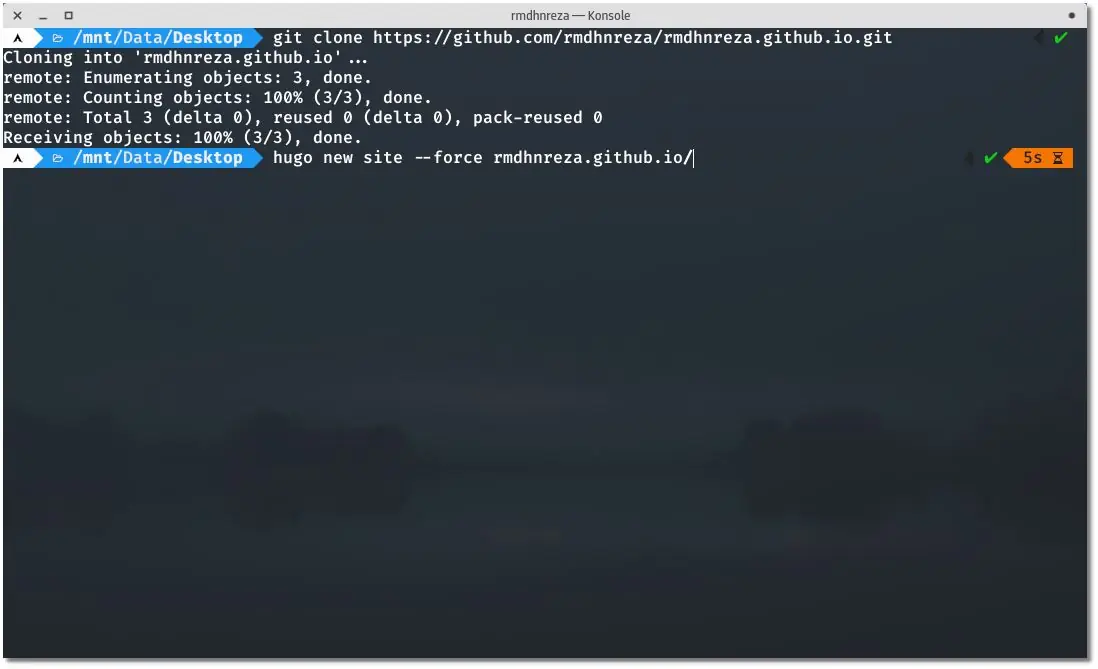 rmdhnreza — Konsole
/mnt/Data/Desktop git clone https://github.com/rmdhnreza/rmdhnreza.github.io.git ✔
Cloning into 'rmdhnreza.github.io'...
remote: Enumerating objects: 3, done.
remote: Counting objects: 100% (3/3), done.
remote: Total 3 (delta 0), reused 0 (delta 0), pack-reused 0
Receiving objects: 100% (3/3), done.
/mnt/Data/Desktop hugo new site --force rmdhnreza.github.io/ ✔ 5s